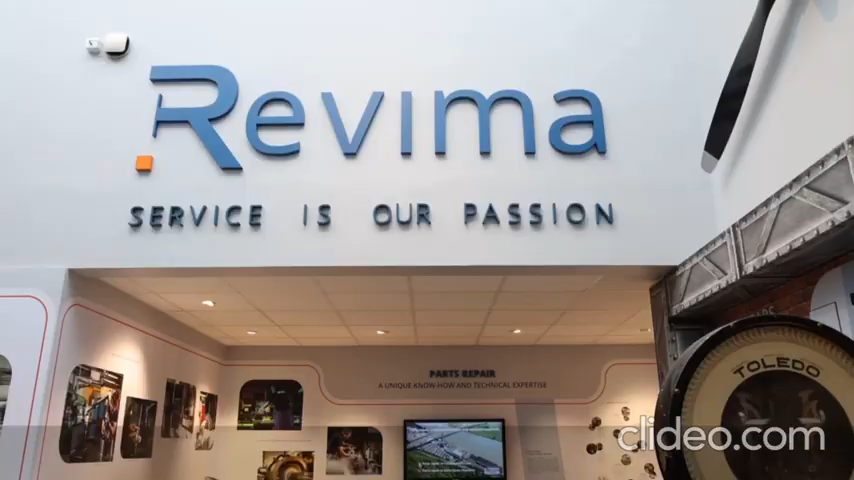 Revima
SERVICE IS OUR PASSION
PARTS REPAIR
A UNIQUE KNOW-HOW AND TECHNICAL EXPERTISE
TOLEDO
clideo.com